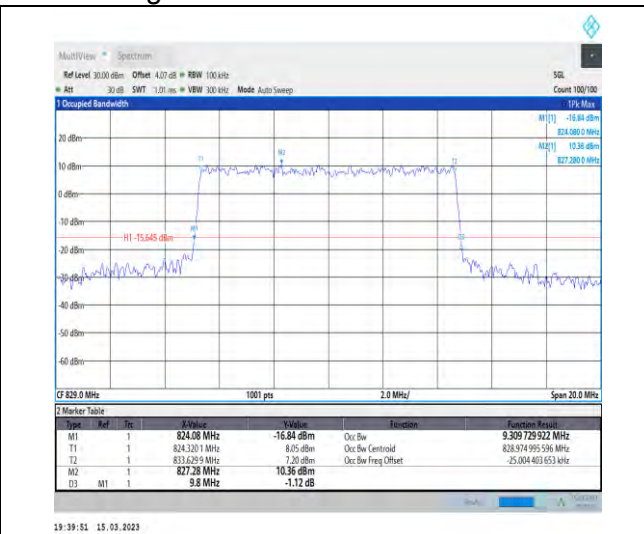 MultiView Spectrum
Ref Level 30.00 dBm Offset 4.07 dB RBW 100 kHz SGL
Att 30 dB SWT 1.01 ms VBW 300 kHz Mode Auto Sweep Count 100/100
1 Occupied Bandwidth 1Pk Max
M1[1] -16.84 dBm
824.080 0 MHz
M2[1] 10.36 dBm
827.280 0 MHz
20 dBm
10 dBm
0 dBm
-10 dBm
-20 dBm
-30 dBm
-40 dBm
-50 dBm
-60 dBm
T1
M2
T2
M1
D3
H1 -15.645 dBm
CF 829.0 MHz 1001 pts 2.0 MHz/ Span 20.0 MHz
2 Marker Table
Type Ref Trc X-Value Y-Value Function Function Result
M1 1 824.08 MHz -16.84 dBm Occ Bw 9.309 729 922 MHz
T1 1 824.320 1 MHz 8.05 dBm Occ Bw Centroid 828.974 995 596 MHz
T2 1 833.629 9 MHz 7.20 dBm Occ Bw Freq Offset -25.004 403 653 kHz
M2 1 827.28 MHz 10.36 dBm
D3 M1 1 9.8 MHz -1.12 dB
19:39:51 15.03.2023